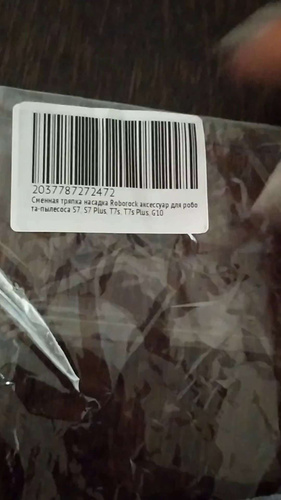 2037787272472
Сменная тряпка насадка Roborock аксессуар для робо
та-пылесоса S7, S7 Plus, T7s, T7s Plus, G10